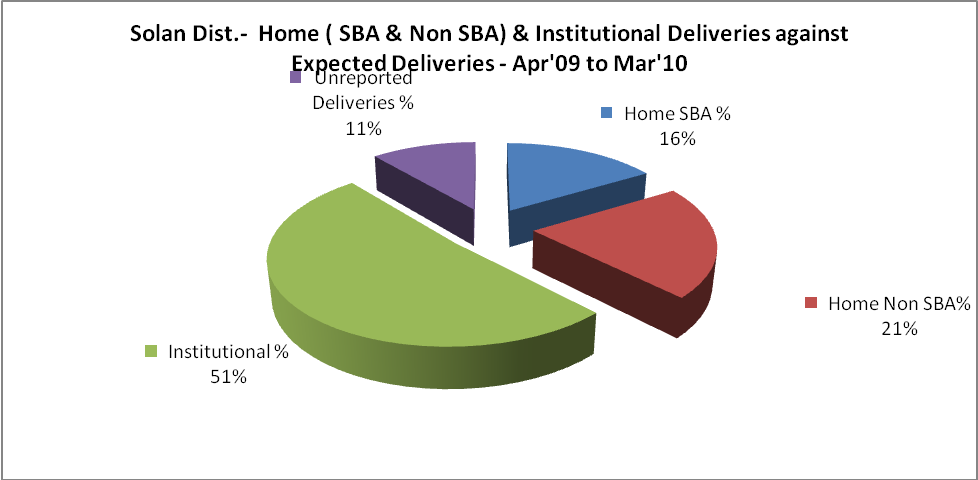 Solan Dist.-  Home ( SBA & Non SBA) & Institutional Deliveries against
Expected Deliveries - Apr'09 to Mar'10
Unreported
Deliveries %
11%
Home SBA %
16%
Home Non SBA%
21%
Institutional %
51%